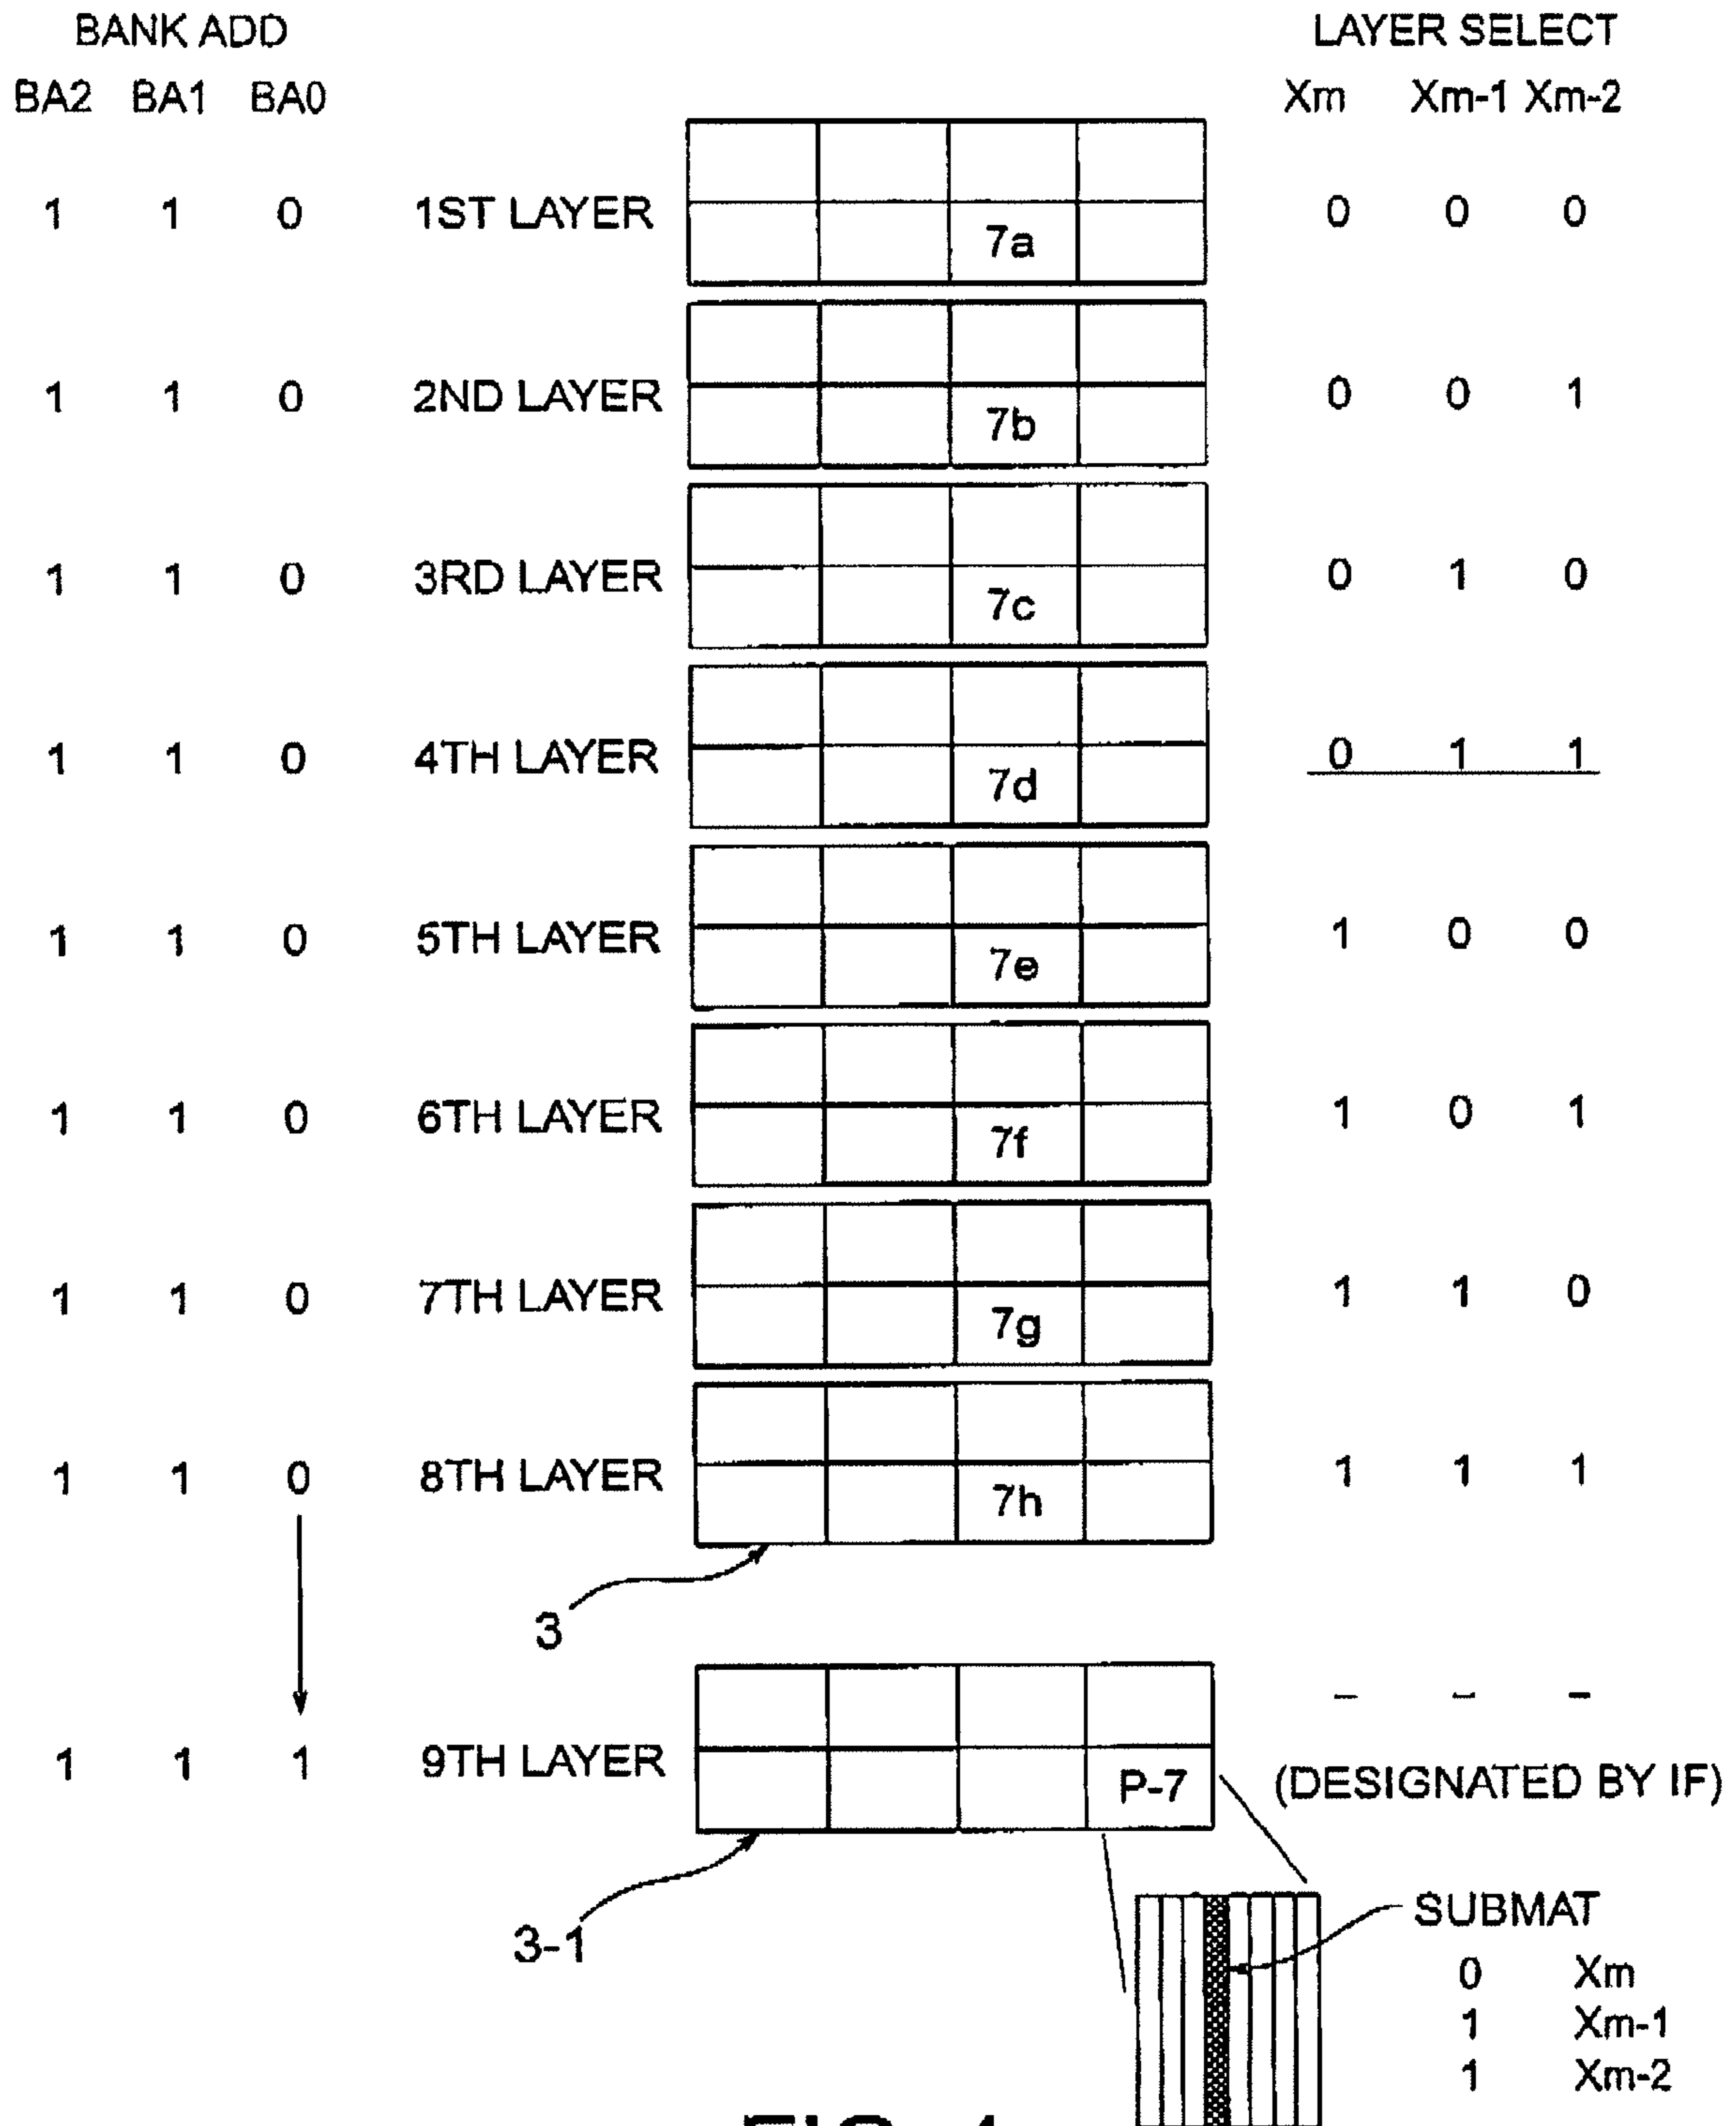 BANK ADD LAYER SELECT
BA2 BA1 BA0 Xm Xm-1 Xm-2
1 1 0 1ST LAYER 7a 0 0 0
1 1 0 2ND LAYER 7b 0 0 1
1 1 0 3RD LAYER 7c 0 1 0
1 1 0 4TH LAYER 7d 0 1 1
1 1 0 5TH LAYER 7e 1 0 0
1 1 0 6TH LAYER 7f 1 0 1
1 1 0 7TH LAYER 7g 1 1 0
1 1 0 8TH LAYER 7h 1 1 1
3
1 1 1 9TH LAYER P-7 – – –
(DESIGNATED BY IF)
3-1
SUBMAT
0 Xm
1 Xm-1
1 Xm-2